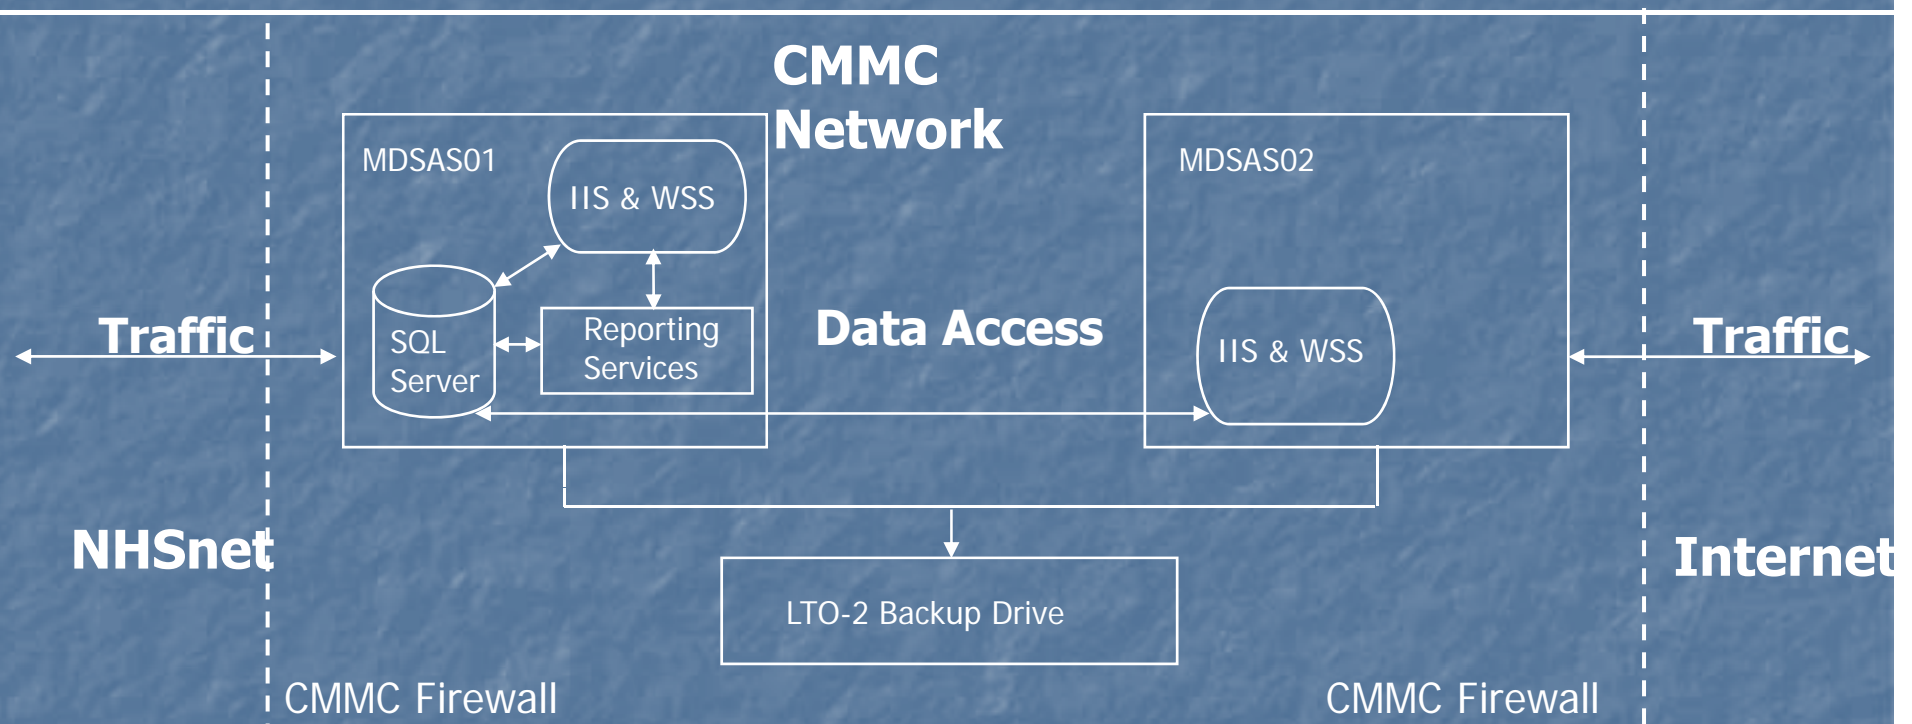 CMMC
Network
MDSAS01
IIS & WSS
MDSAS02
Traffic
SQL
Server
Reporting
Services
Data Access
IIS & WSS
Traffic
NHSnet
Internet
LTO-2 Backup Drive
CMMC Firewall
CMMC Firewall